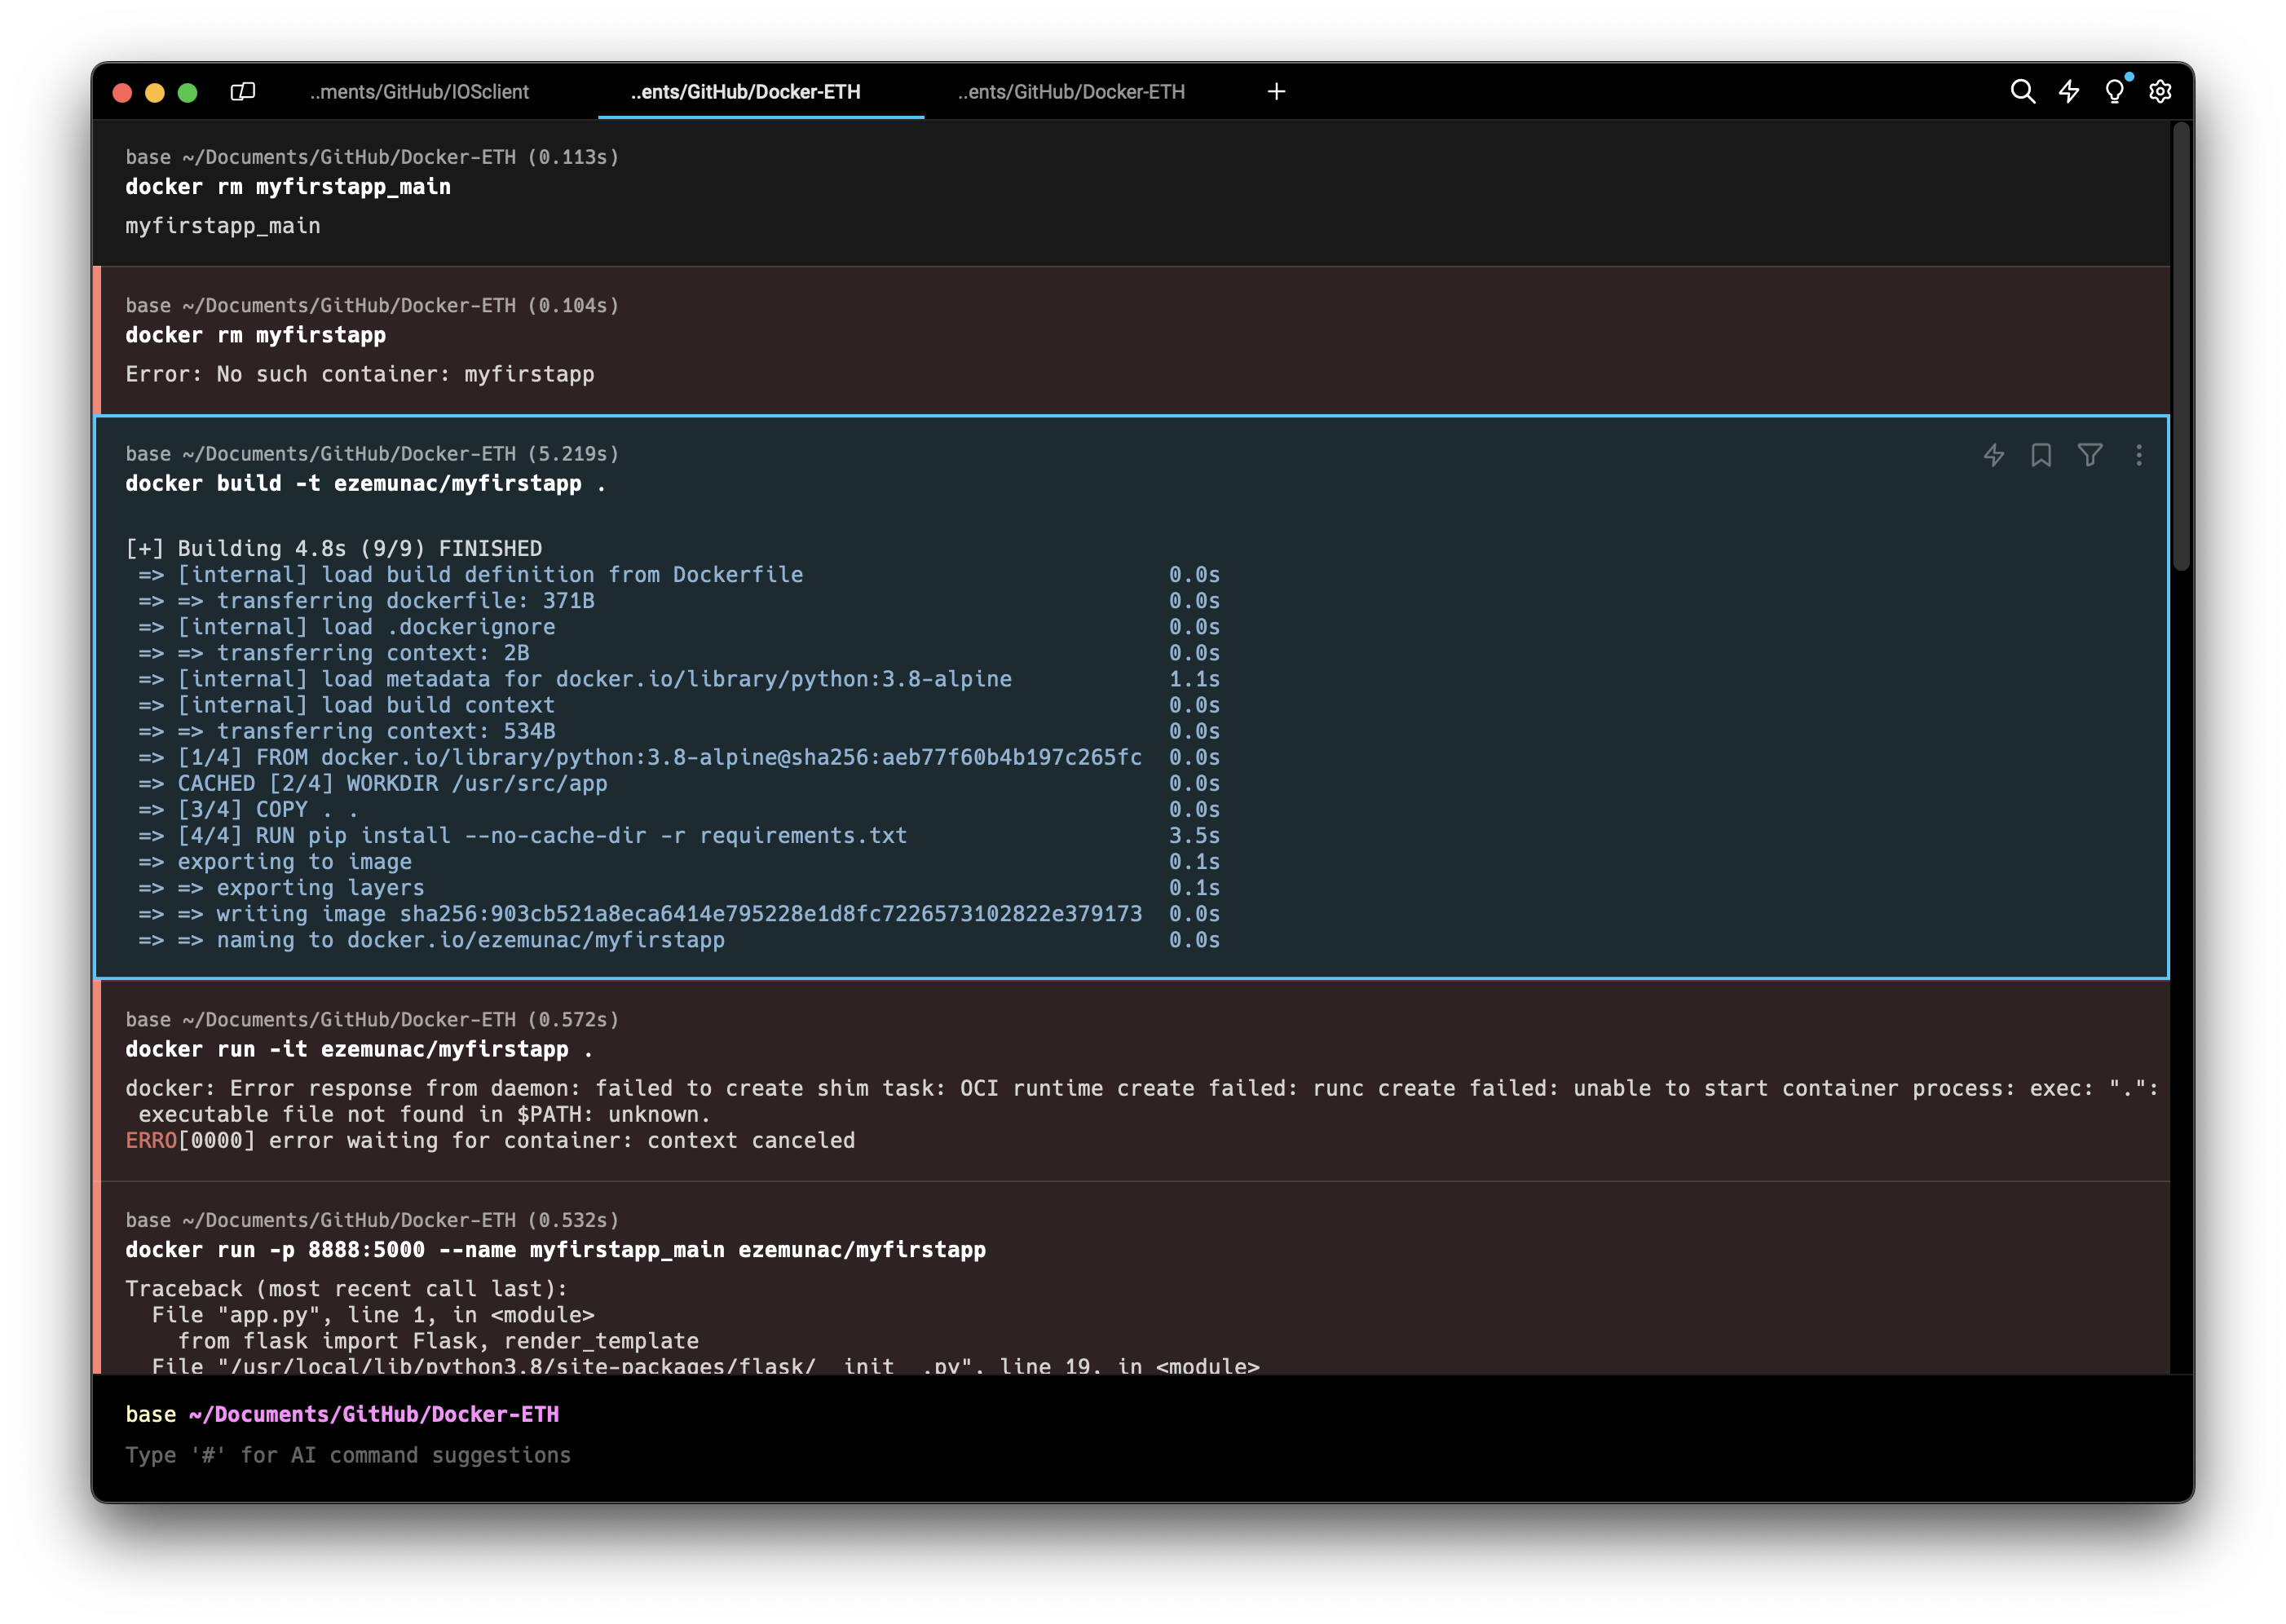 ..ments/GitHub/IOSclient
..ents/GitHub/Docker-ETH
..ents/GitHub/Docker-ETH
base ~/Documents/GitHub/Docker-ETH (0.113s)
docker rm myfirstapp_main
myfirstapp_main
base ~/Documents/GitHub/Docker-ETH (0.104s)
docker rm myfirstapp
Error: No such container: myfirstapp
base ~/Documents/GitHub/Docker-ETH (5.219s)
docker build -t ezemunac/myfirstapp .
[+] Building 4.8s (9/9) FINISHED
=> [internal] load build definition from Dockerfile 0.0s
=> => transferring dockerfile: 371B 0.0s
=> [internal] load .dockerignore 0.0s
=> => transferring context: 2B 0.0s
=> [internal] load metadata for docker.io/library/python:3.8-alpine 1.1s
=> [internal] load build context 0.0s
=> => transferring context: 534B 0.0s
=> [1/4] FROM docker.io/library/python:3.8-alpine@sha256:aeb77f60b4b197c265fc 0.0s
=> CACHED [2/4] WORKDIR /usr/src/app 0.0s
=> [3/4] COPY . . 0.0s
=> [4/4] RUN pip install --no-cache-dir -r requirements.txt 3.5s
=> exporting to image 0.1s
=> => exporting layers 0.1s
=> => writing image sha256:903cb521a8eca6414e795228e1d8fc7226573102822e379173 0.0s
=> => naming to docker.io/ezemunac/myfirstapp 0.0s
base ~/Documents/GitHub/Docker-ETH (0.572s)
docker run -it ezemunac/myfirstapp .
docker: Error response from daemon: failed to create shim task: OCI runtime create failed: runc create failed: unable to start container process: exec: ".":
executable file not found in $PATH: unknown.
ERRO[0000] error waiting for container: context canceled
base ~/Documents/GitHub/Docker-ETH (0.532s)
docker run -p 8888:5000 --name myfirstapp_main ezemunac/myfirstapp
Traceback (most recent call last):
File "app.py", line 1, in <module>
from flask import Flask, render_template
File "/usr/local/lib/python3.8/site-packages/flask/__init__.py", line 19, in <module>
base ~/Documents/GitHub/Docker-ETH
Type '#' for AI command suggestions